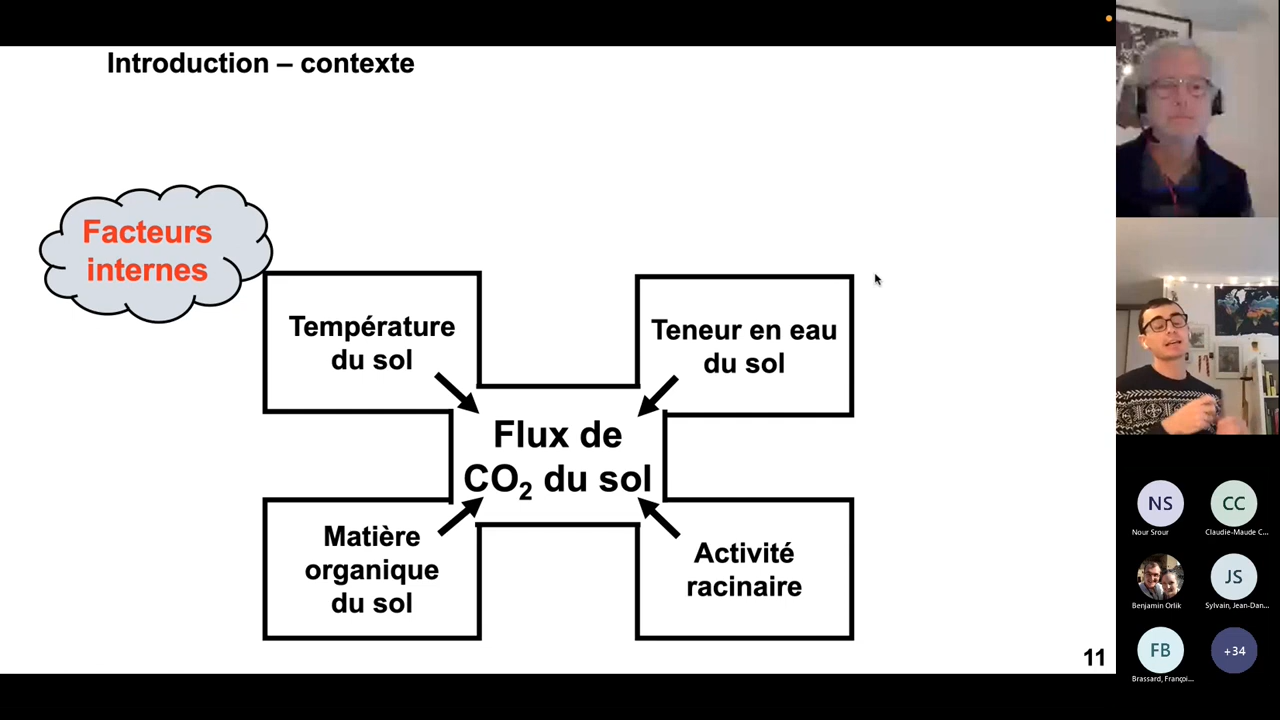 Introduction – contexte
Facteurs
internes
Température
du sol
Teneur en eau
du sol
Flux de
CO₂ du sol
Matière
organique
du sol
Activité
racinaire
11
NS
CC
Nour Srour
Claudie-Maude C...
JS
Benjamin Orlik
Sylvain, Jean-Dan...
FB
+34
Brassard, Françoi...